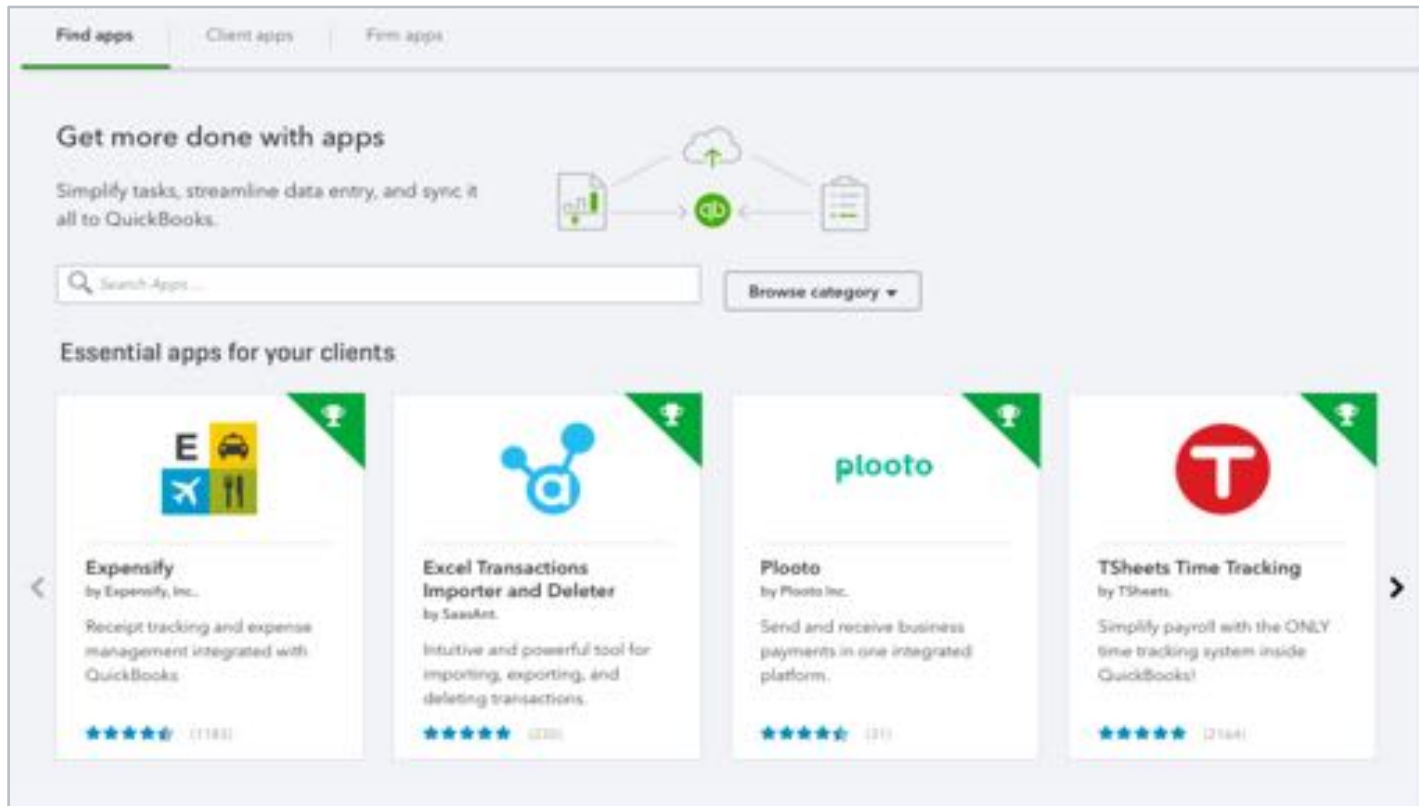 Find apps
Client apps
Firm apps
Get more done with apps
Simplify tasks, streamline data entry, and sync it
all to QuickBooks.
qb
Search Apps...
Browse category
Essential apps for your clients
E
Expensify
by Expensify, Inc..
Receipt tracking and expense
management integrated with
QuickBooks
(1183)
a
Excel Transactions
Importer and Deleter
by SaasAnt.
Intuitive and powerful tool for
importing, exporting, and
deleting transactions.
plooto
Plooto
by Plooto Inc.
Send and receive business
payments in one integrated
platform.
(31)
T
TSheets Time Tracking
by TSheets.
Simplify payroll with the ONLY
time tracking system inside
QuickBooks!
(2164)